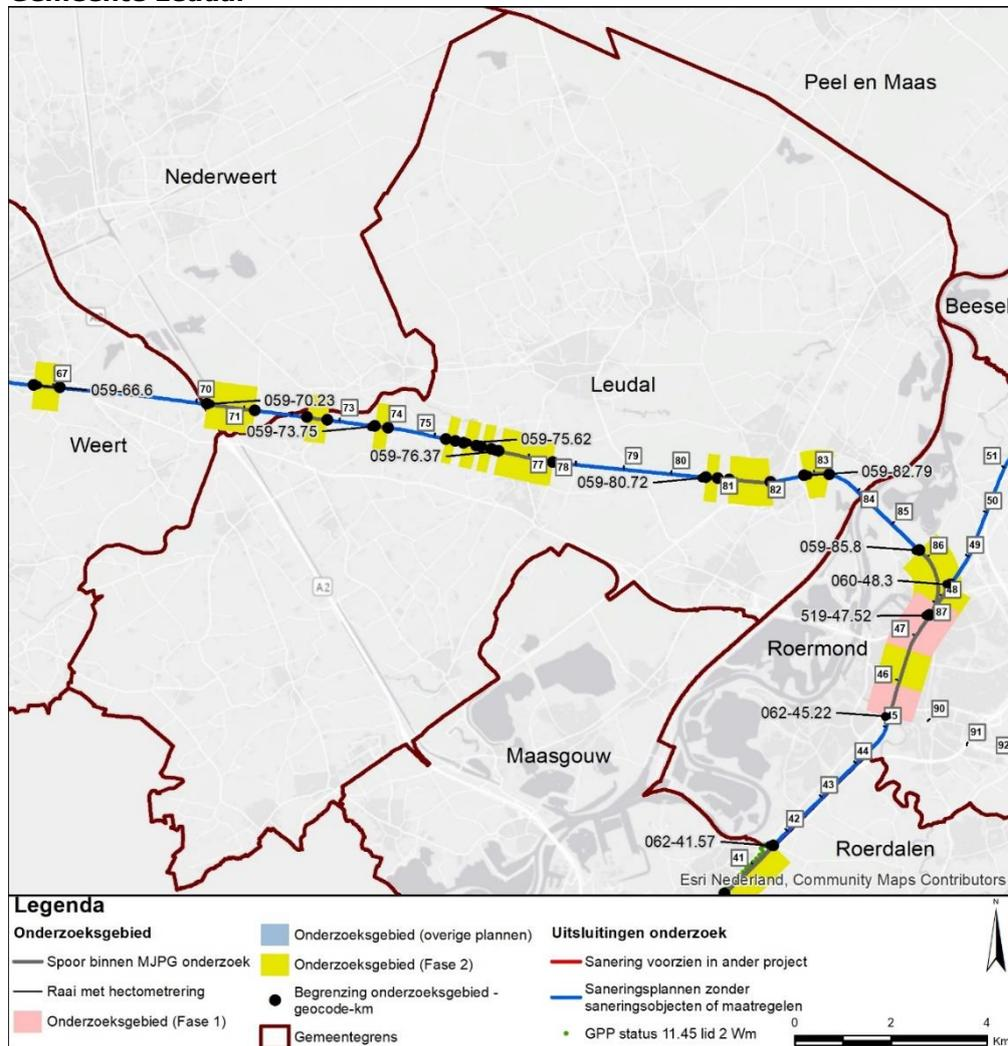 Gemeente Leudal
Peel en Maas
Nederweert
Beesel
67
059-66.6
70
71
059-70.23
73
059-73.75
74
75
Leudal
Weert
059-75.62
059-76.37
77
78
79
80
059-80.72
81
82
83
059-82.79
84
85
51
50
49
059-85.8
86
060-48.3
48
519-47.52
87
47
A2
Roermond
46
062-45.22
45
90
91
92
44
Maasgouw
43
42
062-41.57
41
Roerdalen
Esri Nederland, Community Maps Contributors
Legenda
Onderzoeksgebied
Spoor binnen MJPG onderzoek
Raai met hectometrering
Onderzoeksgebied (Fase 1)
Onderzoeksgebied (overige plannen)
Onderzoeksgebied (Fase 2)
Begrenzing onderzoeksgebied -
geocode-km
Gemeentegrens
Uitsluitingen onderzoek
Sanering voorzien in ander project
Saneringsplannen zonder
saneringsobjecten of maatregelen
GPP status 11.45 lid 2 Wm
N
0 2 4
Km